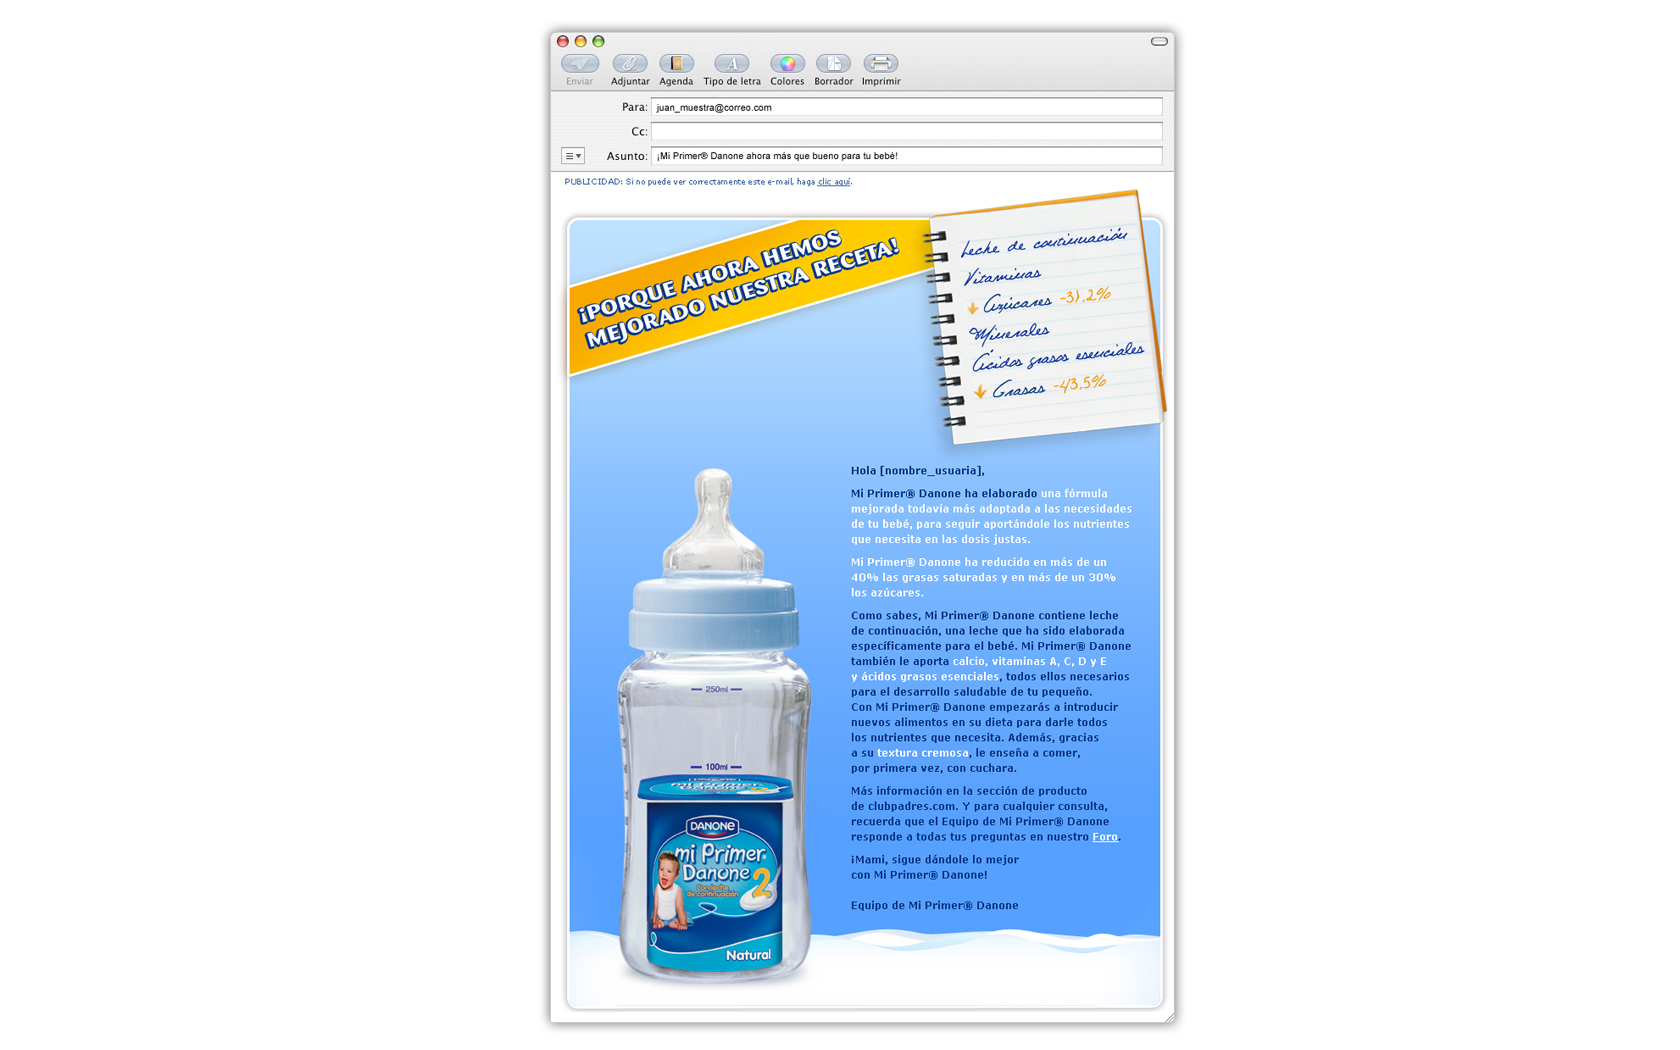 Enviar
Adjuntar
Agenda
Tipo de letra
Colores
Borrador
Imprimir
Para: juan_muestra@correo.com
Cc:
Asunto: ¡Mi Primer® Danone ahora más que bueno para tu bebé!
PUBLICIDAD: Si no puede ver correctamente este e-mail, haga clic aquí.
¡PORQUE AHORA HEMOS
MEJORADO NUESTRA RECETA!
Leche de continuación
Vitaminas
Azúcares -31,2%
Minerales
Ácidos grasos esenciales
Grasas -43,5%
Hola [nombre_usuaria],
Mi Primer® Danone ha elaborado una fórmula
mejorada todavía más adaptada a las necesidades
de tu bebé, para seguir aportándole los nutrientes
que necesita en las dosis justas.
Mi Primer® Danone ha reducido en más de un
40% las grasas saturadas y en más de un 30%
los azúcares.
Como sabes, Mi Primer® Danone contiene leche
de continuación, una leche que ha sido elaborada
específicamente para el bebé. Mi Primer® Danone
también le aporta calcio, vitaminas A, C, D y E
y ácidos grasos esenciales, todos ellos necesarios
para el desarrollo saludable de tu pequeño.
Con Mi Primer® Danone empezarás a introducir
nuevos alimentos en su dieta para darle todos
los nutrientes que necesita. Además, gracias
a su textura cremosa, le enseña a comer,
por primera vez, con cuchara.
Más información en la sección de producto
de clubpadres.com. Y para cualquier consulta,
recuerda que el Equipo de Mi Primer® Danone
responde a todas tus preguntas en nuestro Foro.
¡Mami, sigue dándole lo mejor
con Mi Primer® Danone!
Equipo de Mi Primer® Danone
250ml
100ml
DANONE
mi Primer
Danone 2
DANONE
mi Primer®
Danone 2
Con leche
de continuación
Natural